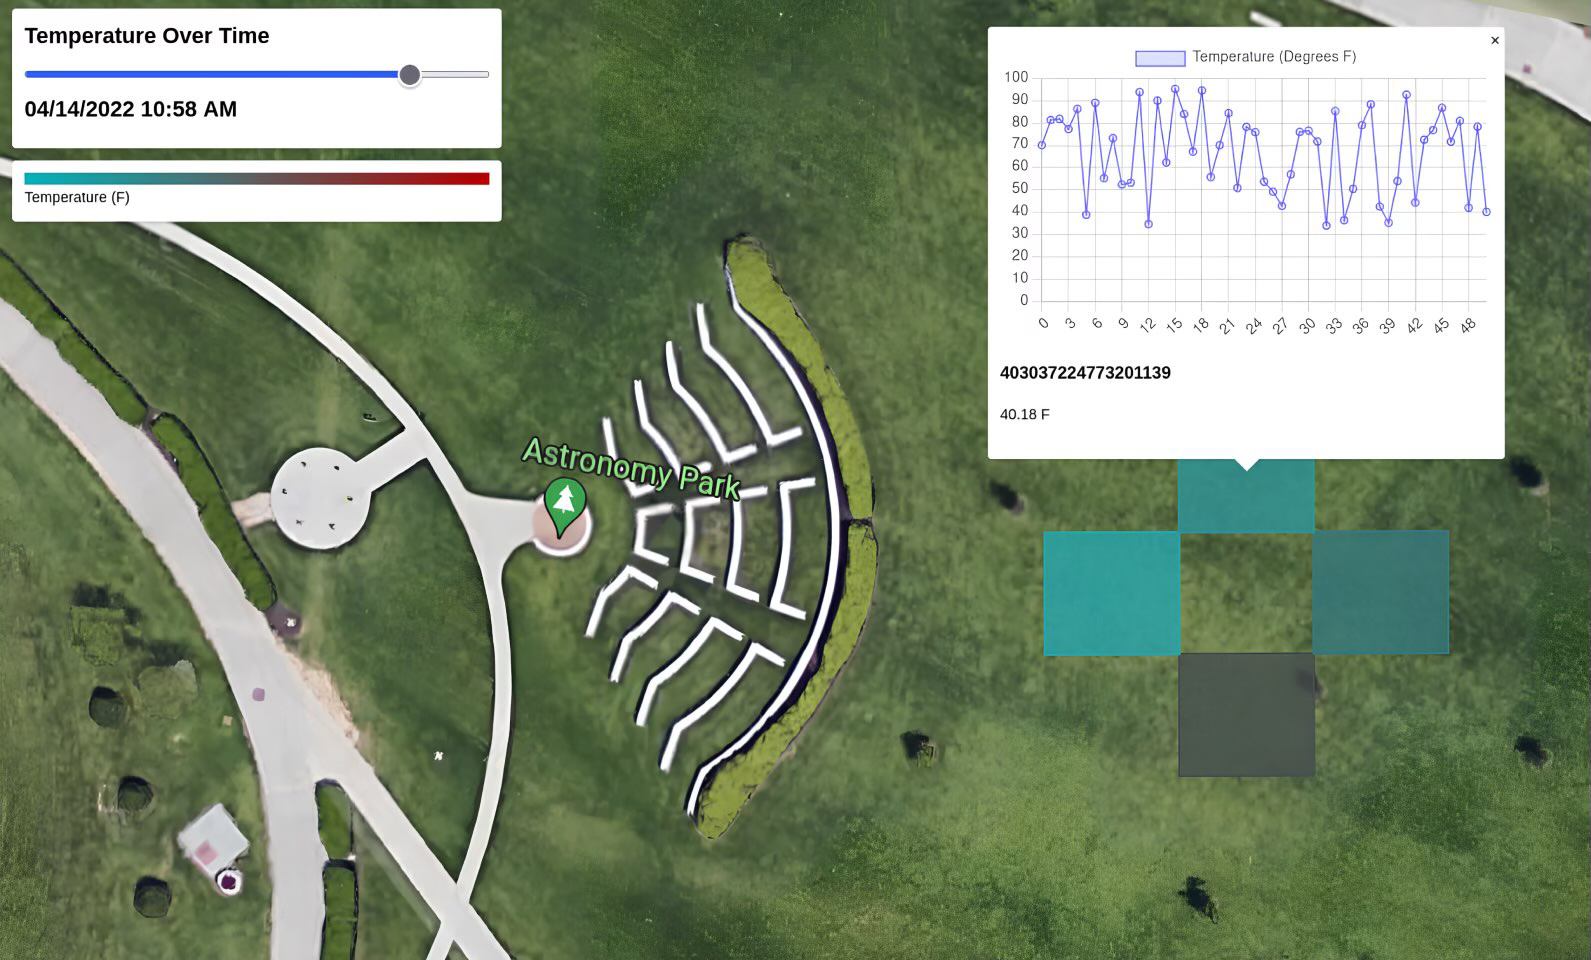 Temperature Over Time
04/14/2022 10:58 AM
Temperature (F)
Astronomy Park
×
Temperature (Degrees F)
100
90
80
70
60
50
40
30
20
10
0
0 3 6 9 12 15 18 21 24 27 30 33 36 39 42 45 48
403037224773201139
40.18 F